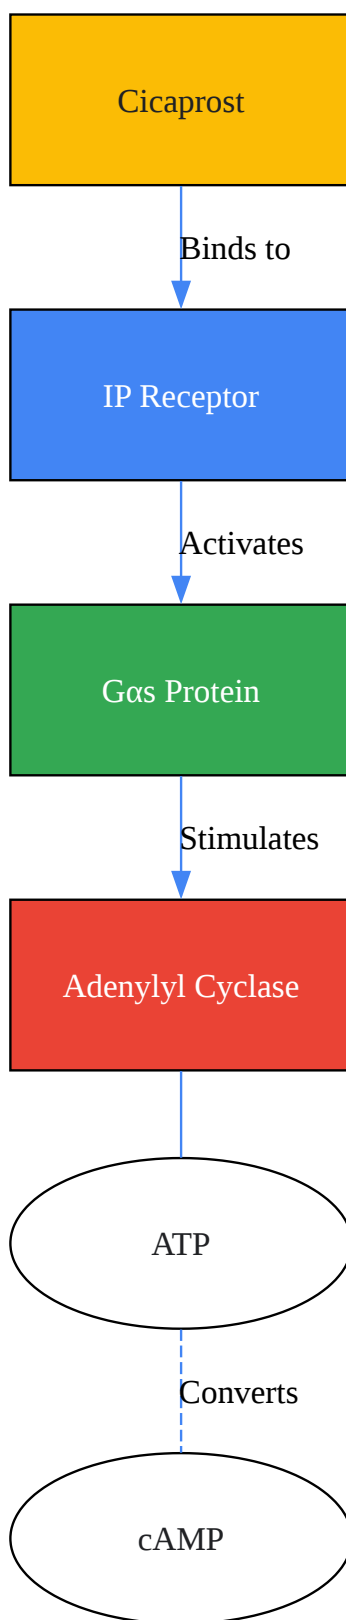 Cicaprost
Binds to
IP Receptor
Activates
Gαs Protein
Stimulates
Adenylyl Cyclase
ATP
Converts
cAMP